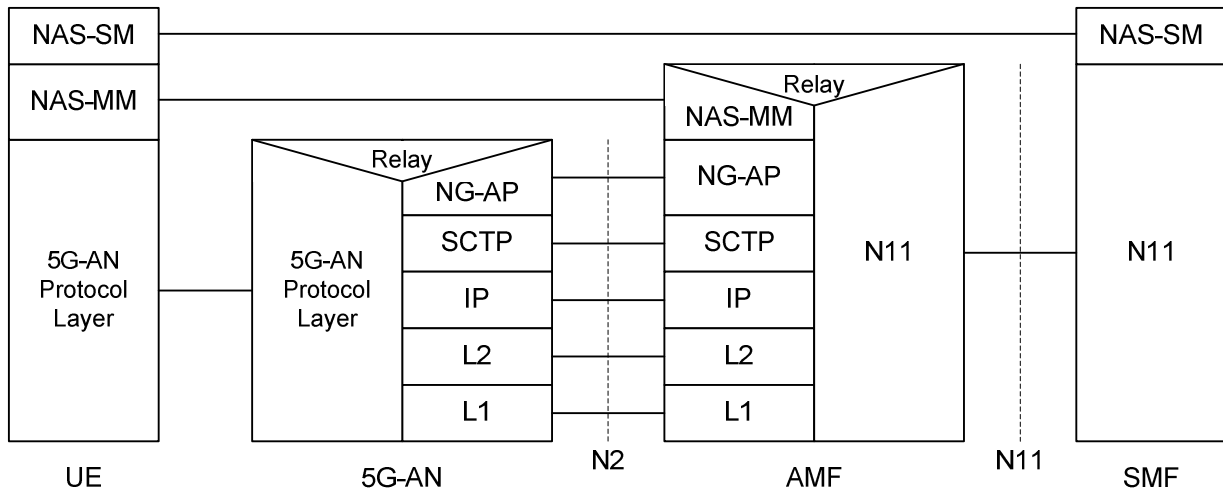 NAS-SM
NAS-SM
NAS-MM
Relay
NAS-MM
Relay
NG-AP
NG-AP
5G-AN
Protocol
Layer
5G-AN
Protocol
Layer
SCTP
SCTP
N11
N11
IP
IP
L2
L2
L1
L1
UE
5G-AN
N2
AMF
N11
SMF